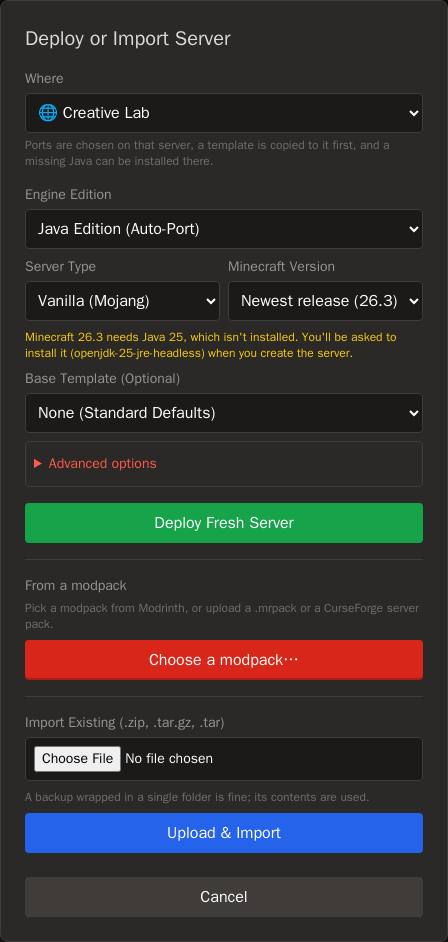 Deploy or Import Server
Where
🌐 Creative Lab
Ports are chosen on that server, a template is copied to it first, and a
missing Java can be installed there.
Engine Edition
Java Edition (Auto-Port)
Server Type
Minecraft Version
Vanilla (Mojang)
Newest release (26.3)
Minecraft 26.3 needs Java 25, which isn't installed. You'll be asked to
install it (openjdk-25-jre-headless) when you create the server.
Base Template (Optional)
None (Standard Defaults)
▶ Advanced options
Deploy Fresh Server
From a modpack
Pick a modpack from Modrinth, or upload a .mrpack or a CurseForge server
pack.
Choose a modpack…
Import Existing (.zip, .tar.gz, .tar)
Choose File No file chosen
A backup wrapped in a single folder is fine; its contents are used.
Upload & Import
Cancel